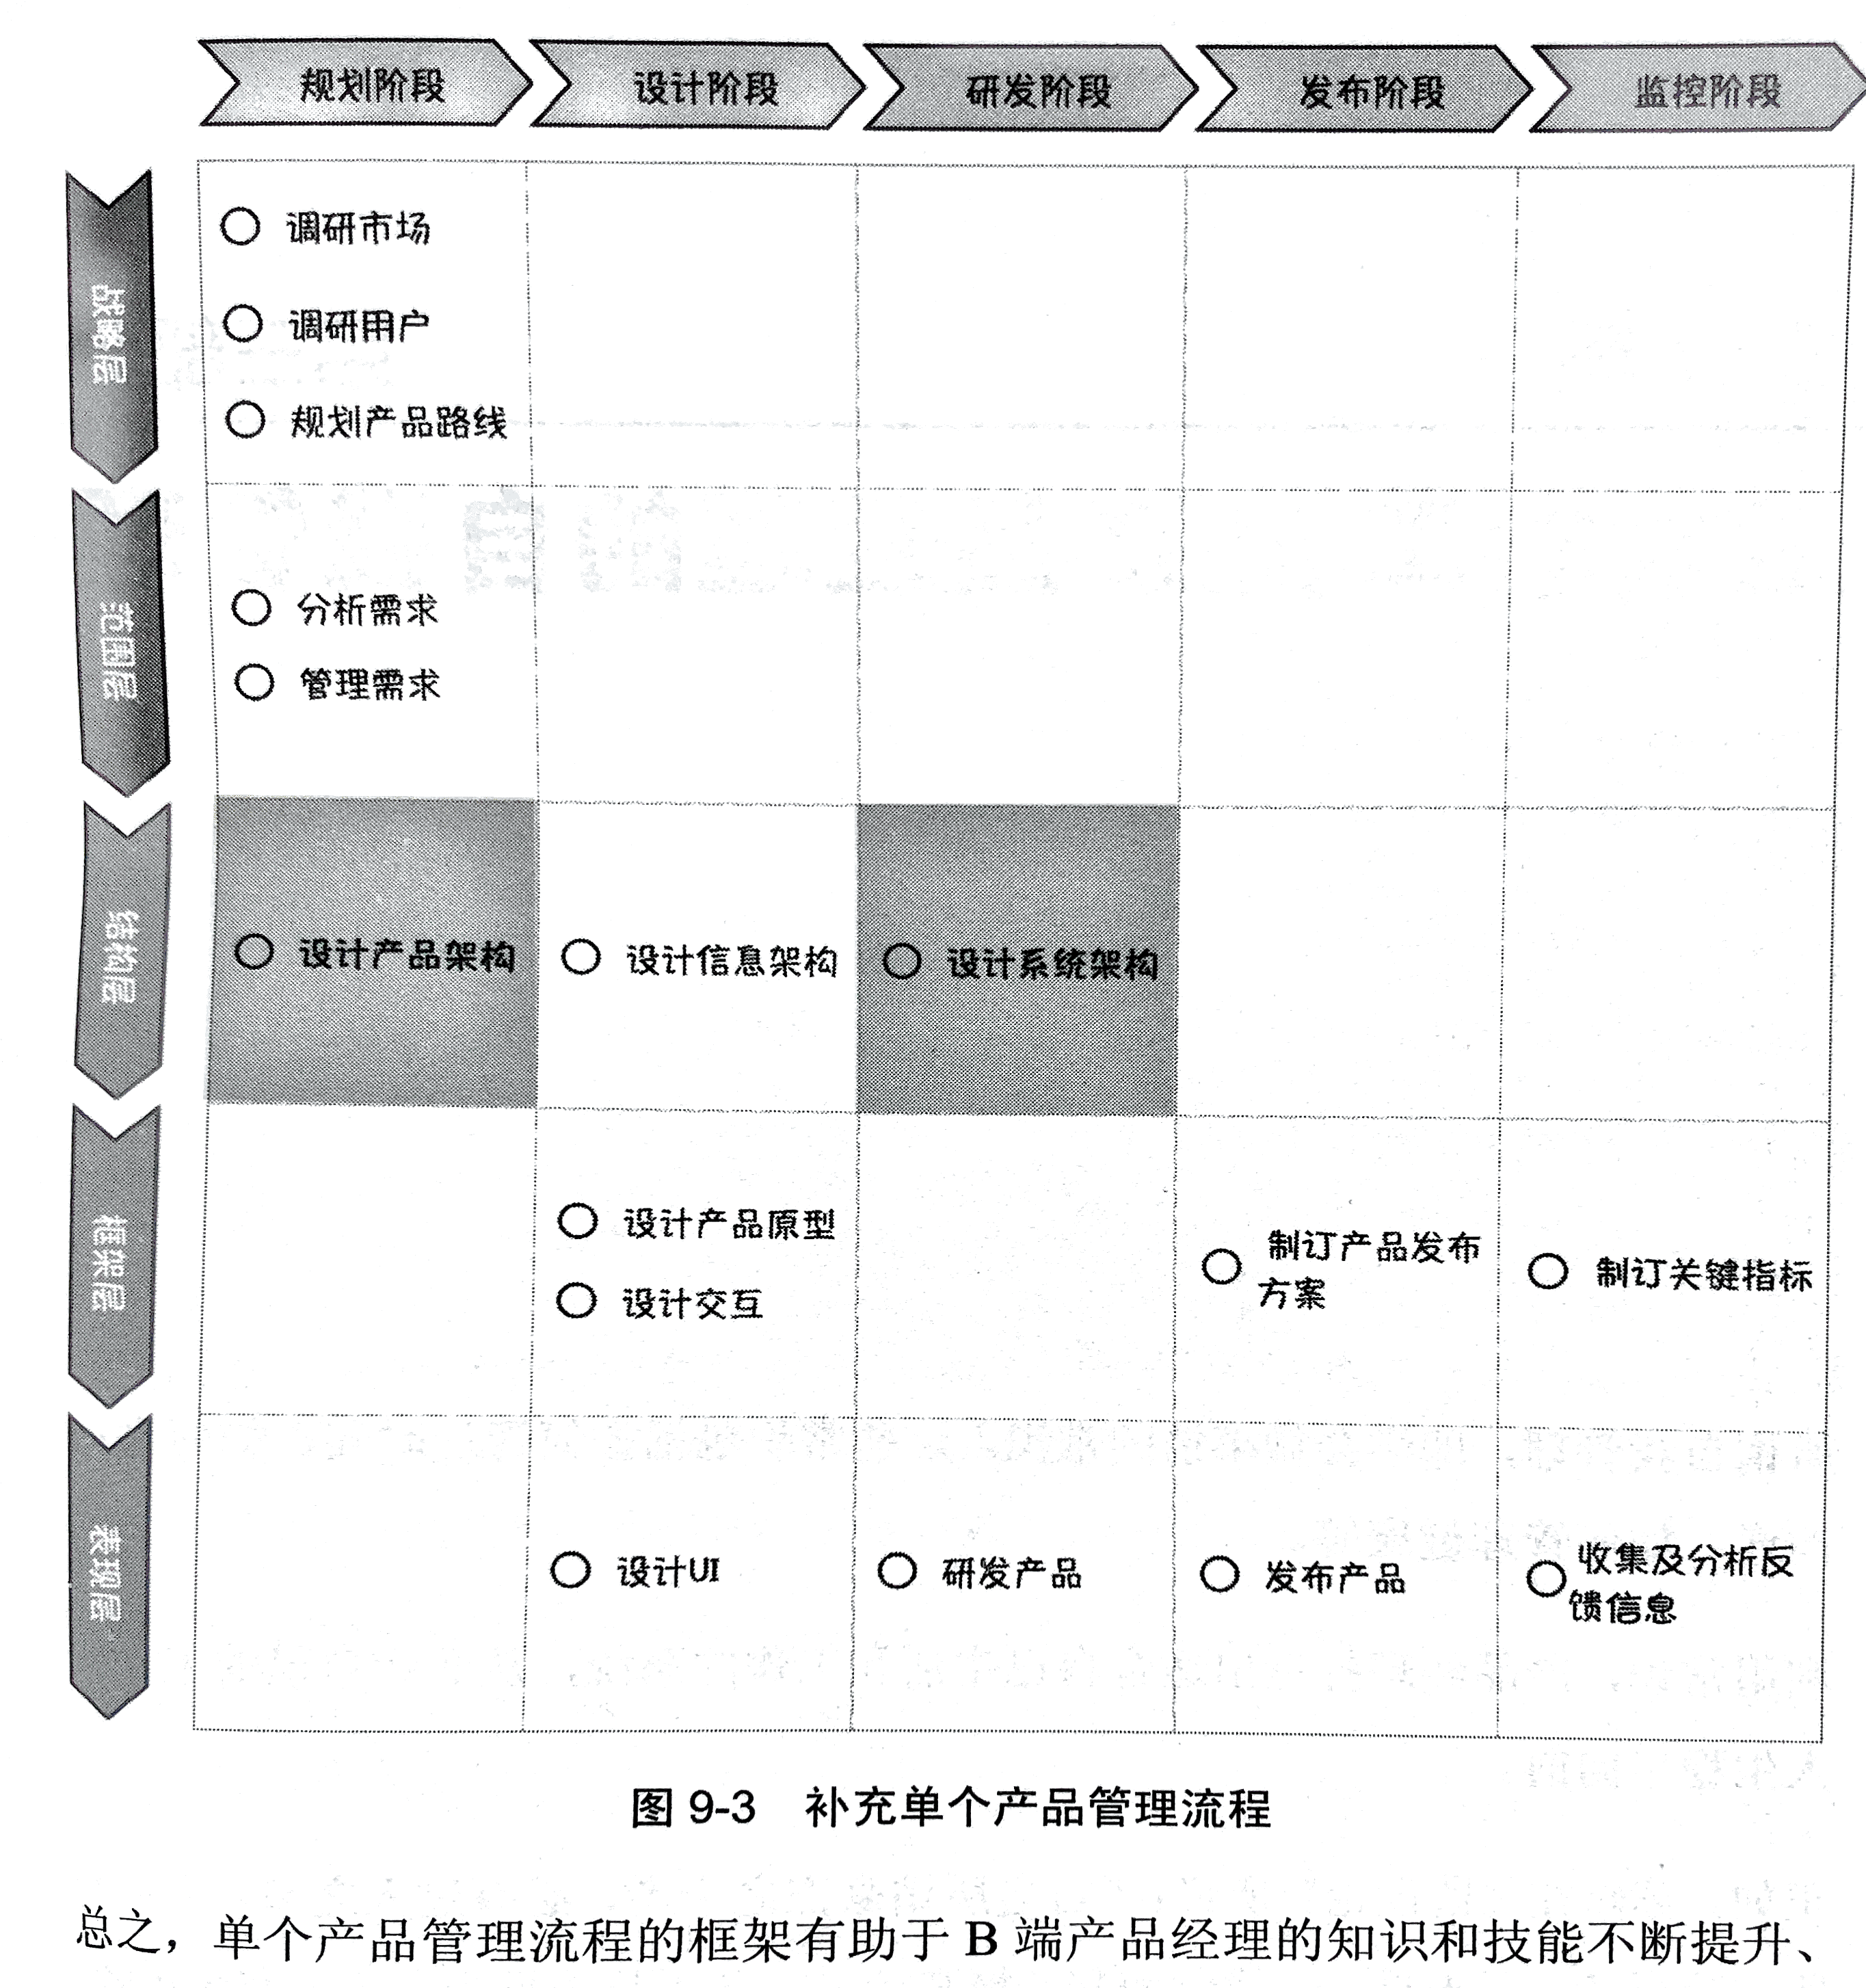 规划阶段
设计阶段
研发阶段
发布阶段
监控阶段
战略层
调研市场
调研用户
规划产品路线
范围层
分析需求
管理需求
结构层
设计产品架构
设计信息架构
设计系统架构
框架层
设计产品原型
设计交互
制订产品发布
方案
制订关键指标
表现层
设计UI
研发产品
发布产品
收集及分析反
馈信息
图 9-3 补充单个产品管理流程
总之，单个产品管理流程的框架有助于 B 端产品经理的知识和技能不断提升、